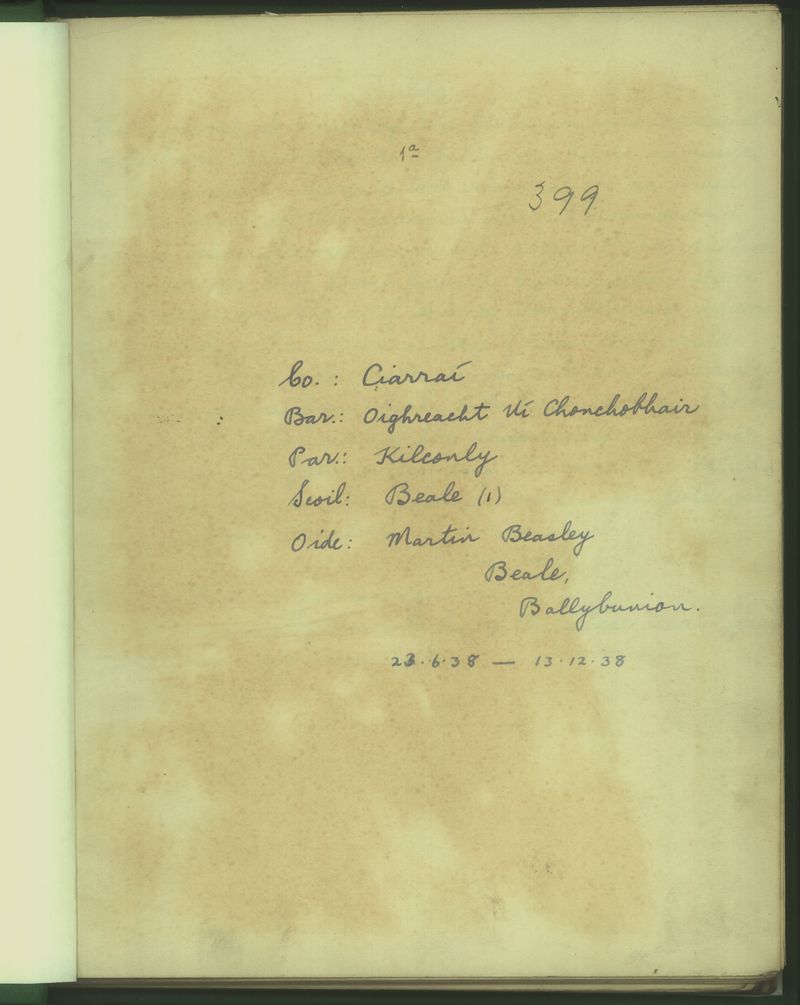 1a
399
Co. : Ciarraí
Bar.: Oighreacht Uí Chonchobhair
Par.: Kilconly
Scoil: Beale (1)
Oide: Martin Beasley
Beale,
Ballybunion.
23.6.38 — 13.12.38